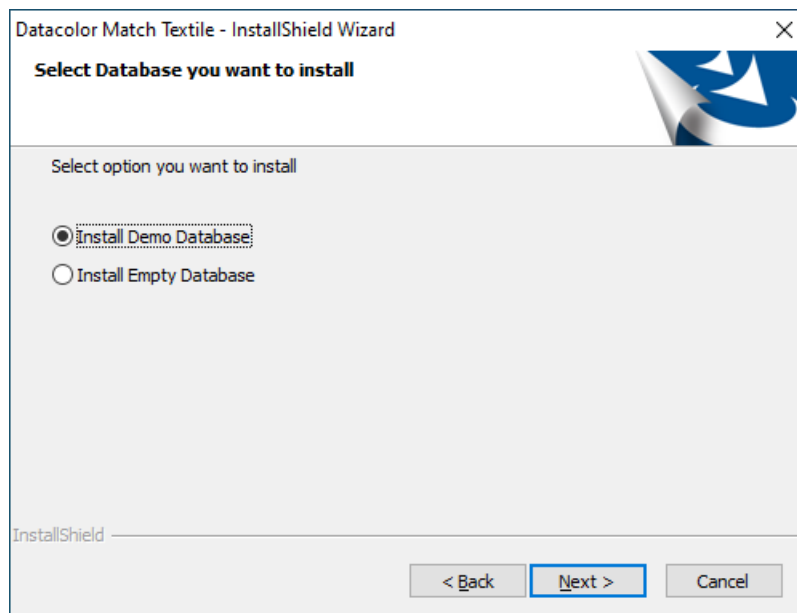 Datacolor Match Textile - InstallShield Wizard
Select Database you want to install
Select option you want to install
Install Demo Database
Install Empty Database
InstallShield
< Back
Next >
Cancel